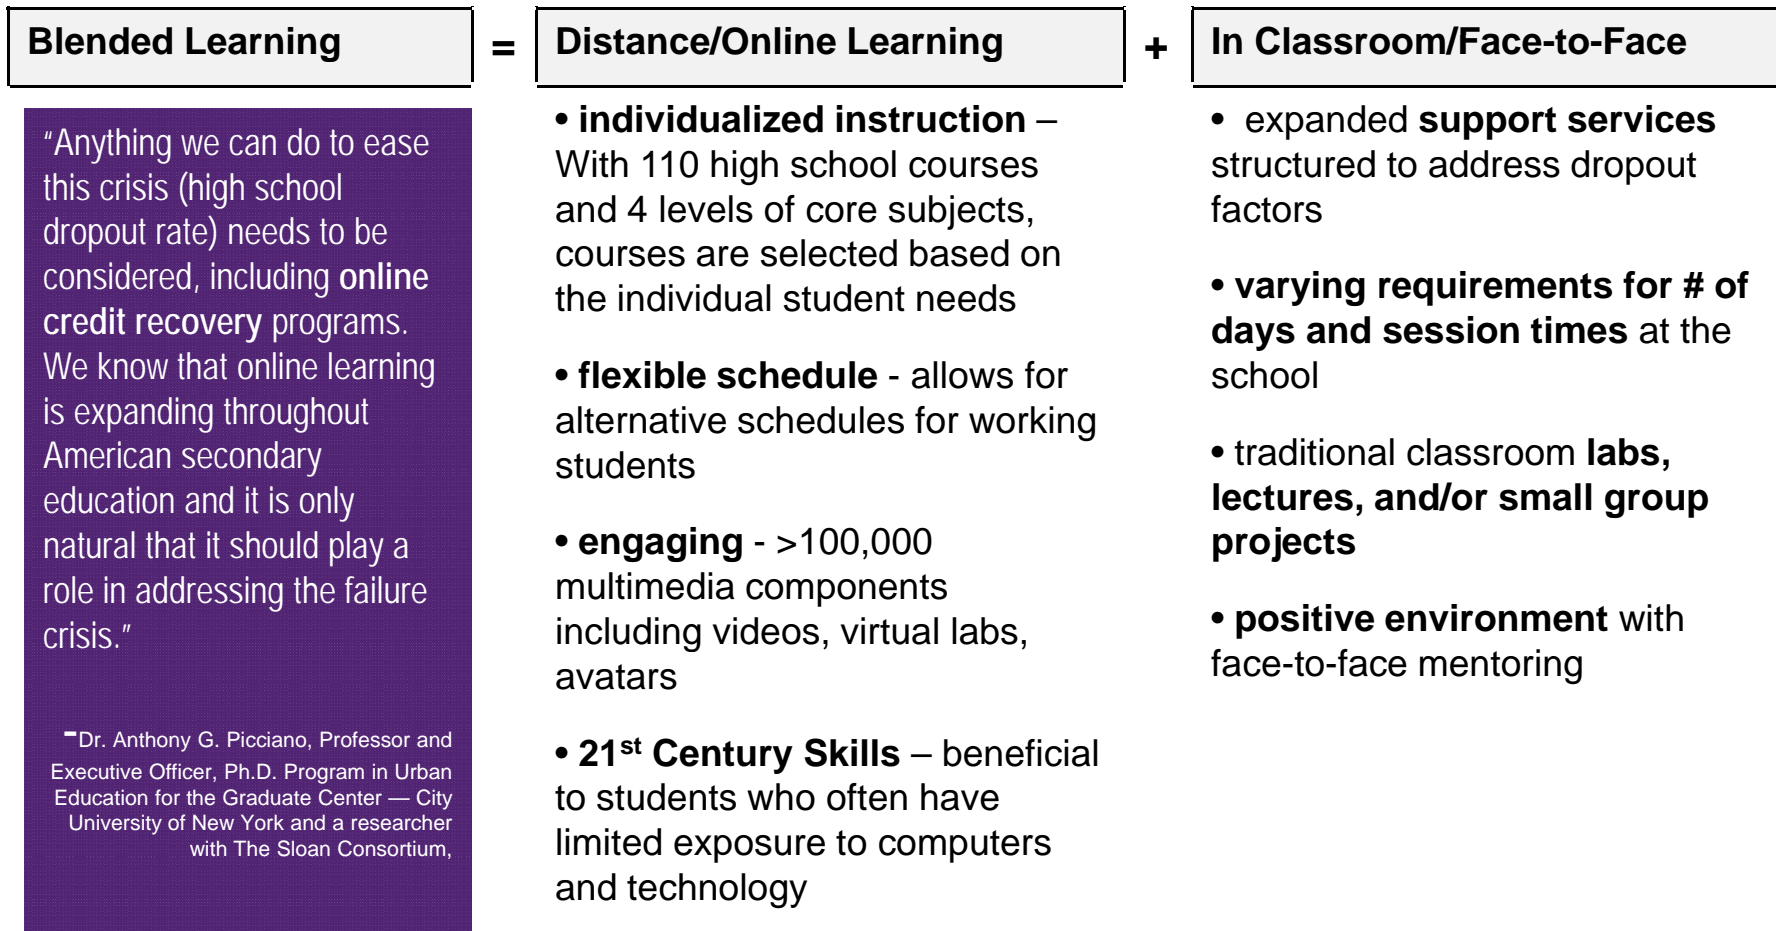 Blended Learning
=
Distance/Online Learning
+
In Classroom/Face-to-Face
“Anything we can do to ease
this crisis (high school
dropout rate) needs to be
considered, including online
credit recovery programs.
We know that online learning
is expanding throughout
American secondary
education and it is only
natural that it should play a
role in addressing the failure
crisis.”
-Dr. Anthony G. Picciano, Professor and
Executive Officer, Ph.D. Program in Urban
Education for the Graduate Center — City
University of New York and a researcher
with The Sloan Consortium,
• individualized instruction –
With 110 high school courses
and 4 levels of core subjects,
courses are selected based on
the individual student needs
• flexible schedule - allows for
alternative schedules for working
students
• engaging - >100,000
multimedia components
including videos, virtual labs,
avatars
• 21st Century Skills – beneficial
to students who often have
limited exposure to computers
and technology
• expanded support services
structured to address dropout
factors
• varying requirements for # of
days and session times at the
school
• traditional classroom labs,
lectures, and/or small group
projects
• positive environment with
face-to-face mentoring